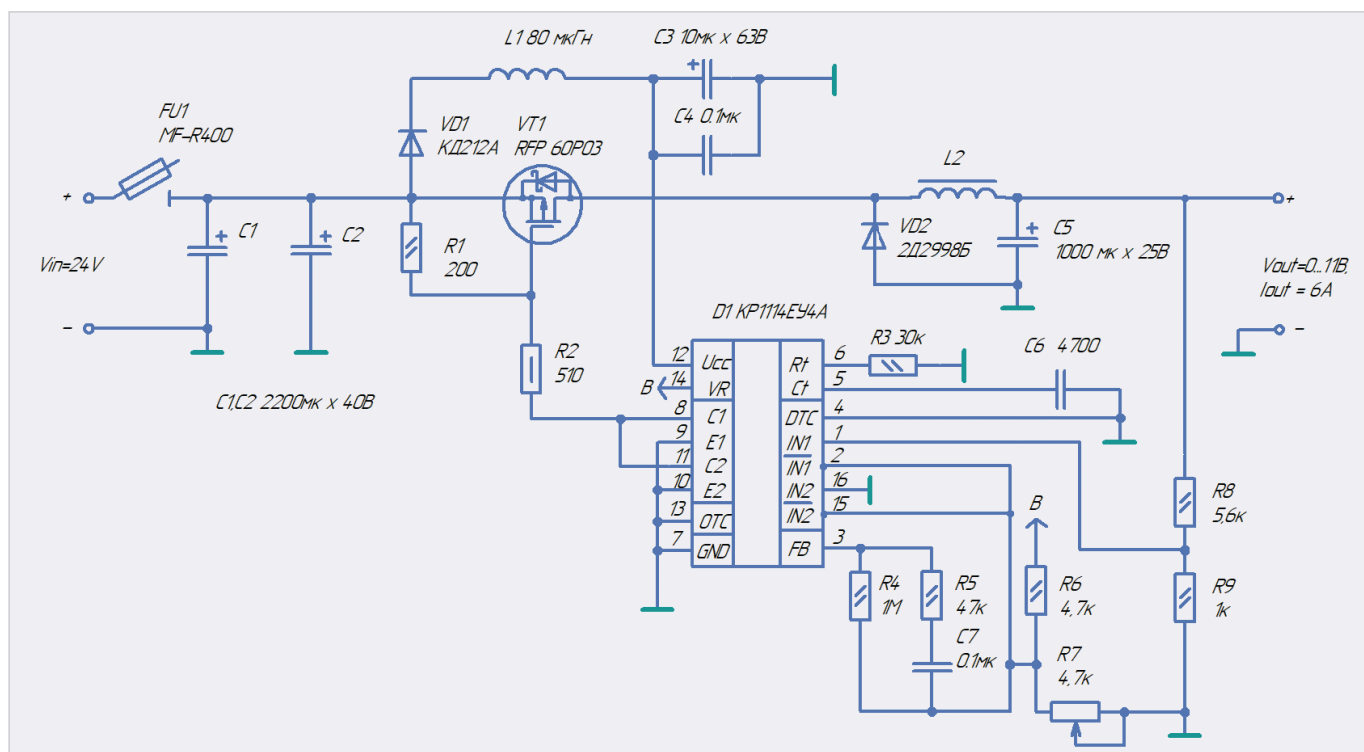 L1 80 мкГн
C3 10мк x 63В
FU1
MF-R400
VD1
КД212А
VT1
RFP 60P03
C4 0.1мк
L2
+
+
C1
+
C2
+
R1
200
VD2
2Д2998Б
+
C5
1000 мк x 25В
+
Vin=24V
-
Vout=0...11В,
Iout = 6A
-
D1 КР1114ЕУ4А
R2
510
C1,C2 2200мк x 40В
В
12
14
8
9
11
10
13
7
Ucc
VR
C1
E1
C2
E2
OTC
GND
Rt
Ct
DTC
IN1
IN1
IN2
IN2
FB
6
5
4
1
2
16
15
3
R3 30к
C6 4700
R8
5,6к
В
R4
1М
R5
47к
C7
0.1мк
R6
4,7к
R7
4,7к
R9
1к